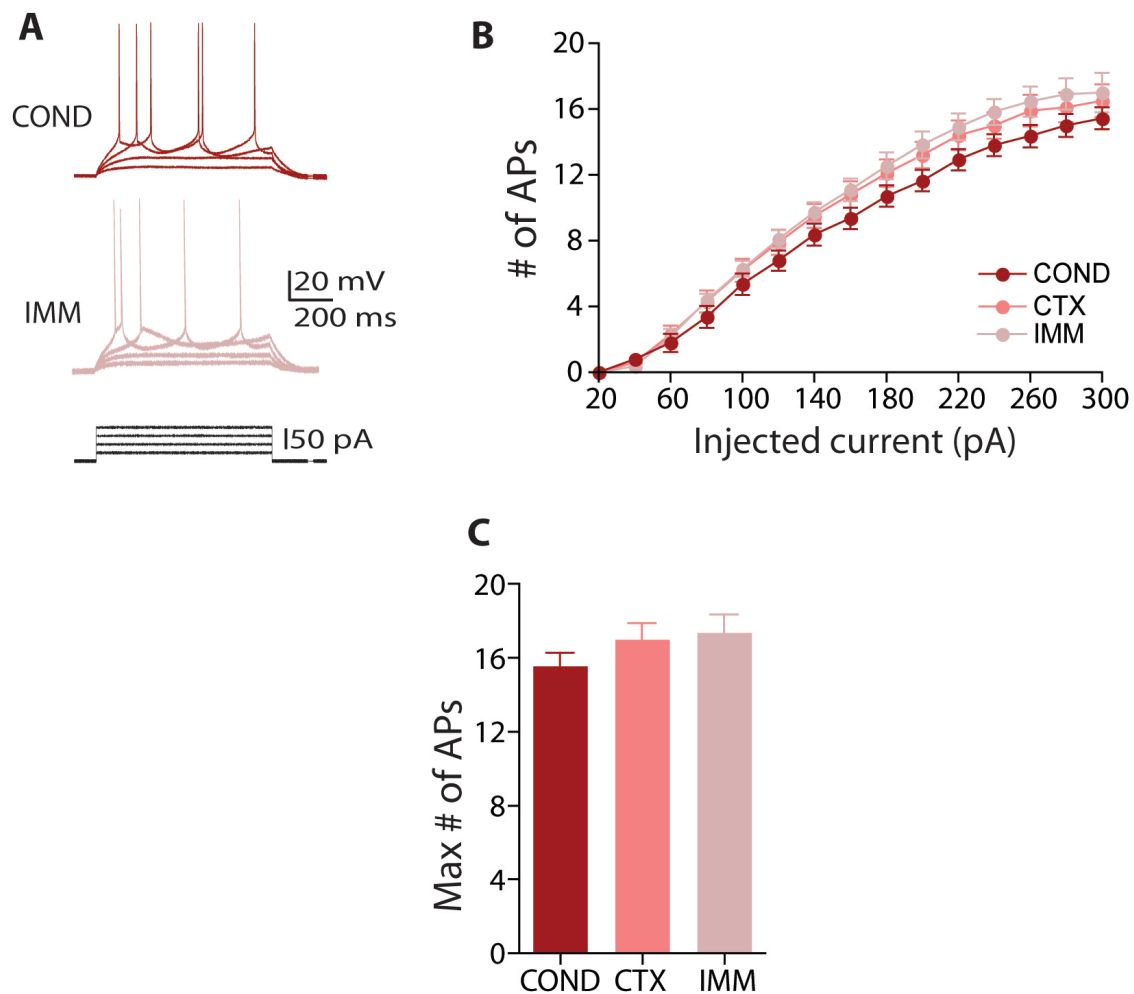 A
COND
IMM
20 mV
200 ms
50 pA
B
# of APs
20
16
12
8
4
0
20 60 100 140 180 220 260 300
Injected current (pA)
COND
CTX
IMM
C
Max # of APs
20
16
12
8
4
0
COND CTX IMM